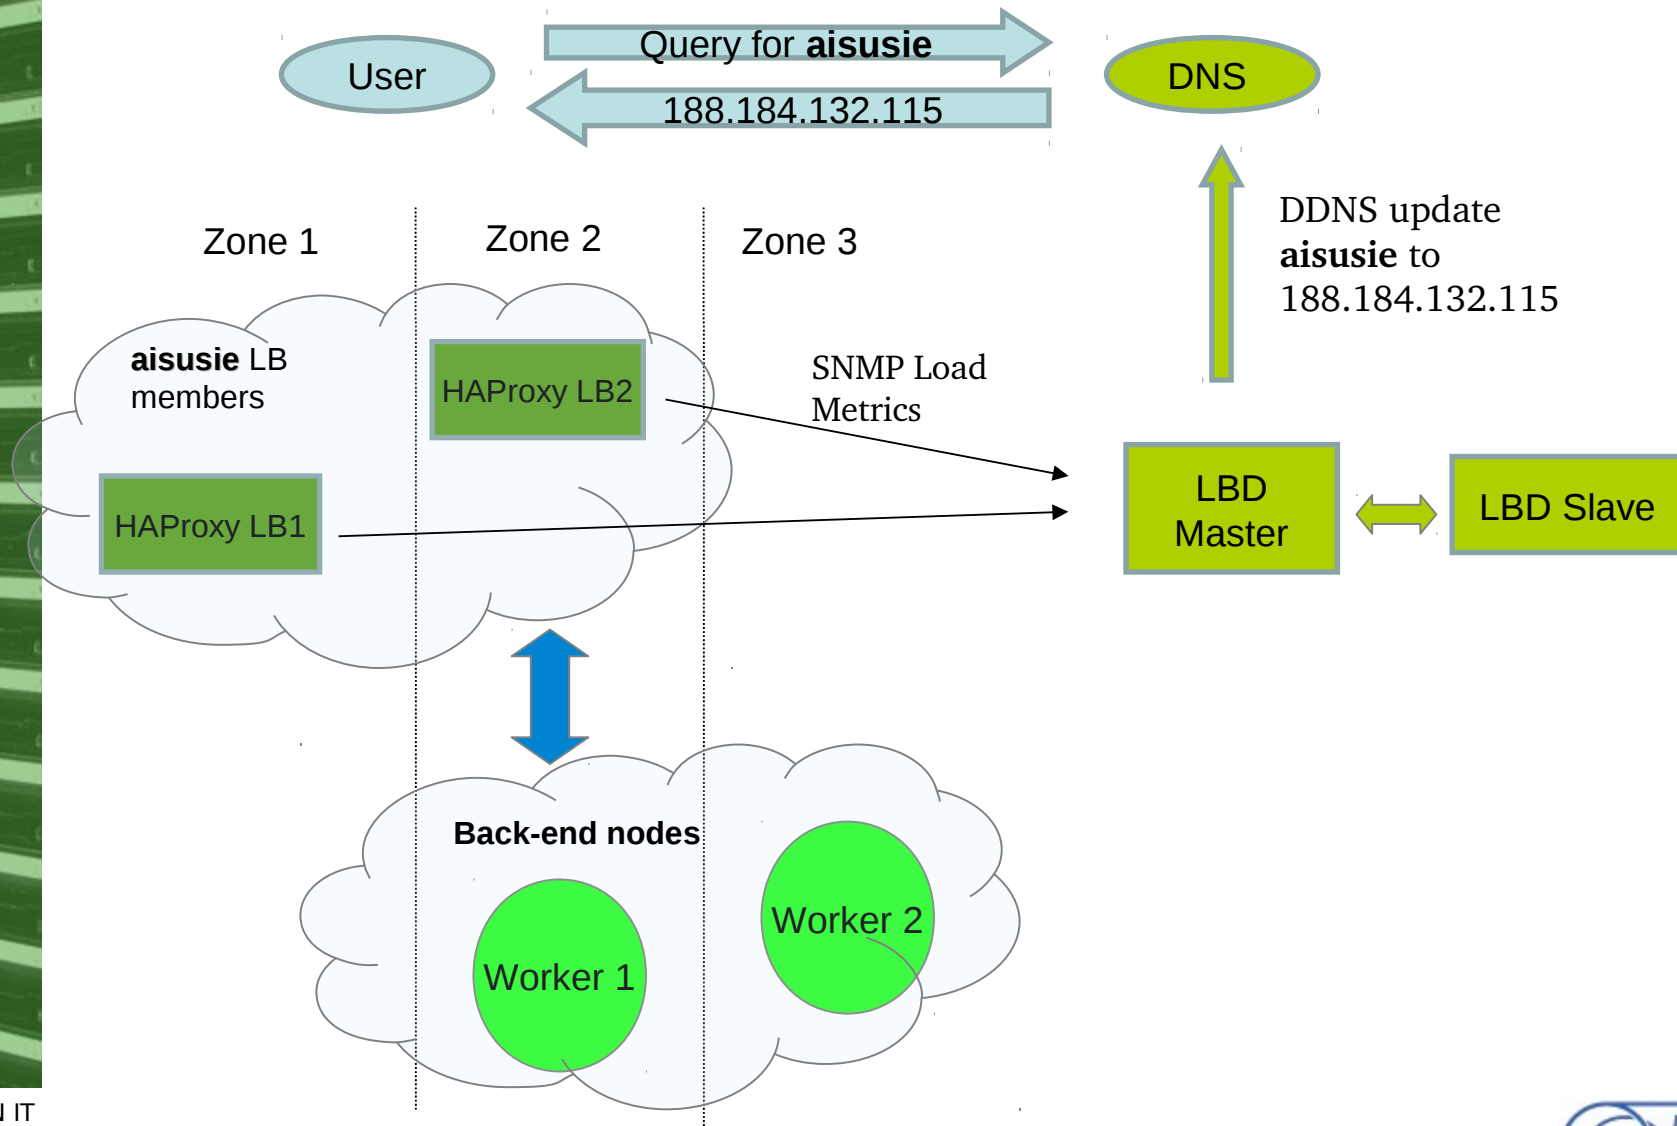 Query for aisusie
User
DNS
188.184.132.115
DDNS update
aisusie to
188.184.132.115
Zone 1
Zone 2
Zone 3
aisusie LB
members
HAProxy LB2
SNMP Load
Metrics
HAProxy LB1
LBD
Master
LBD Slave
Back-end nodes
Worker 2
Worker 1
IT